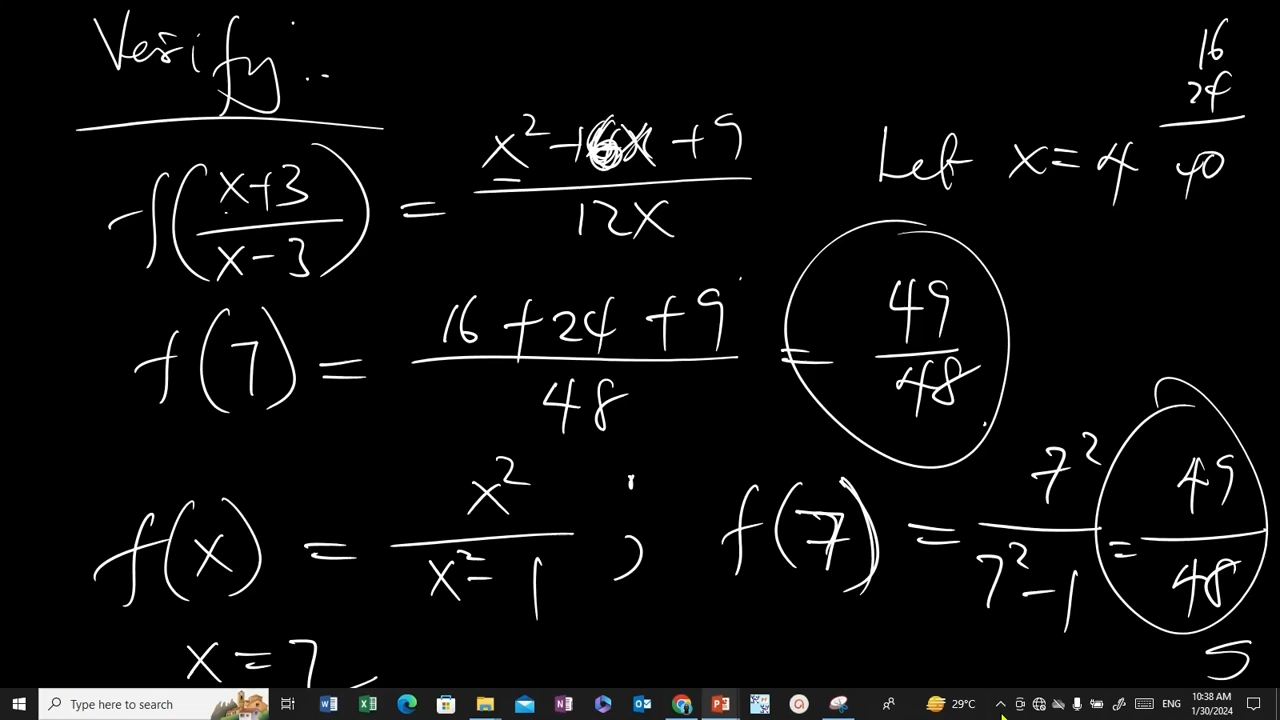 Verify :-
16
24
40
f((x+3)/(x-3)) = (x² + 6x + 9)/(12x)
Let x = 4
f(7) = (16 + 24 + 9)/48 = 49/48
f(x) = x²/(x² - 1) ; f(7) = 7²/(7² - 1) = 49/48
x = 7
Type here to search
29°C
ENG
10:38 AM
1/30/2024